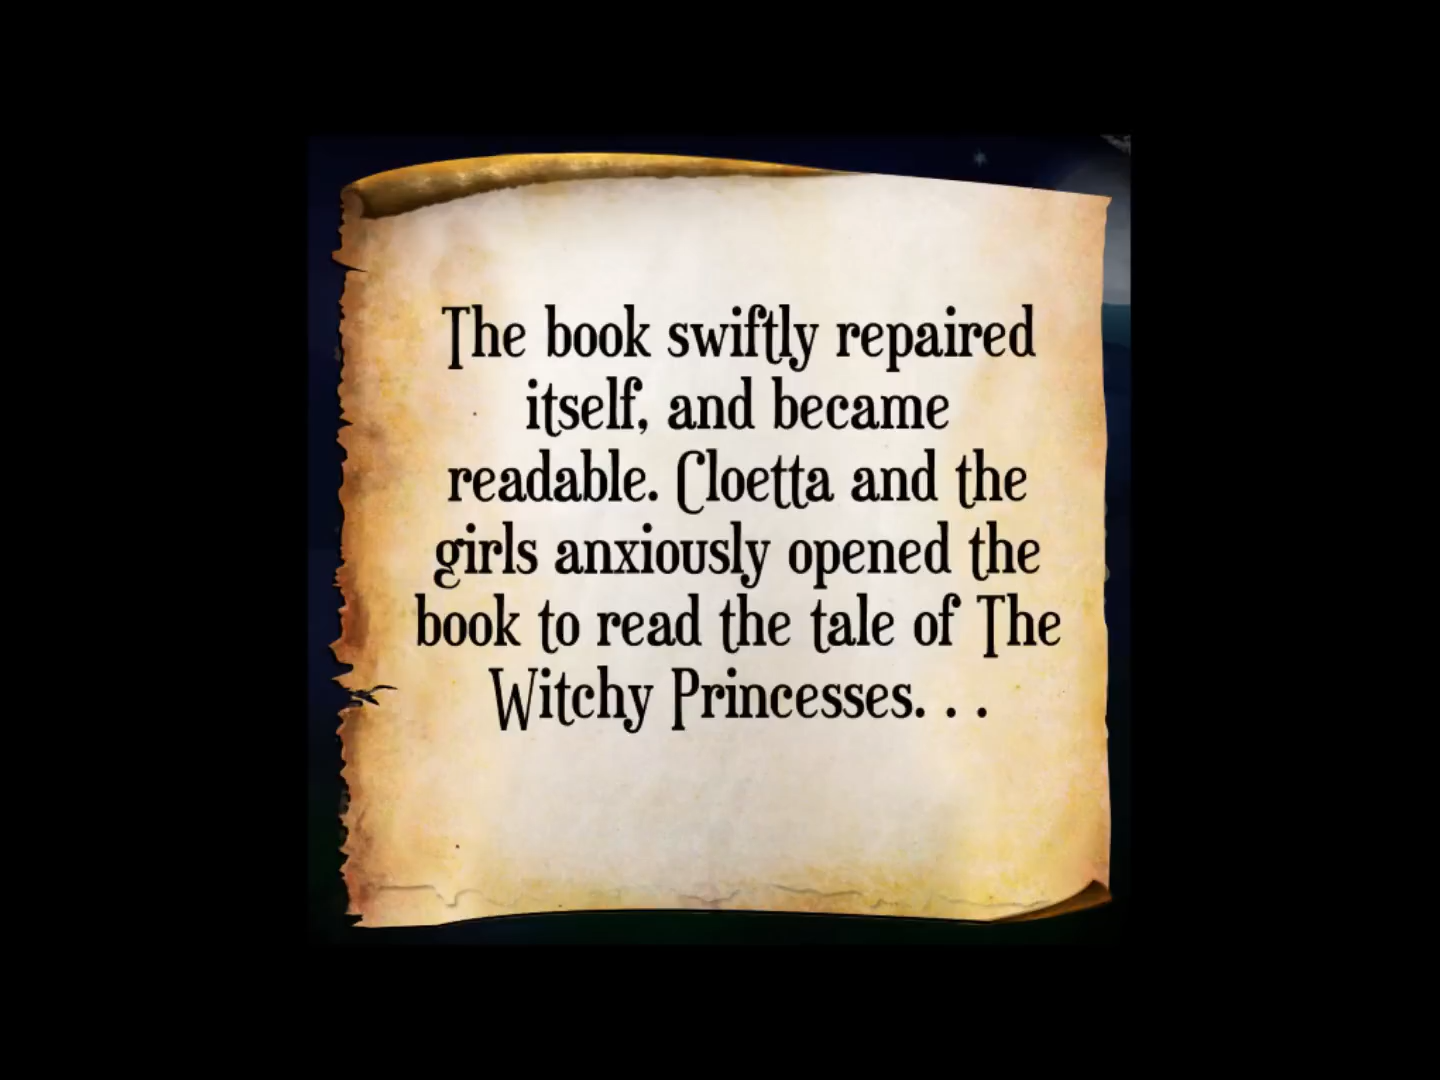 The book swiftly repaired
itself, and became
readable. Cloetta and the
girls anxiously opened the
book to read the tale of The
Witchy Princesses. . .